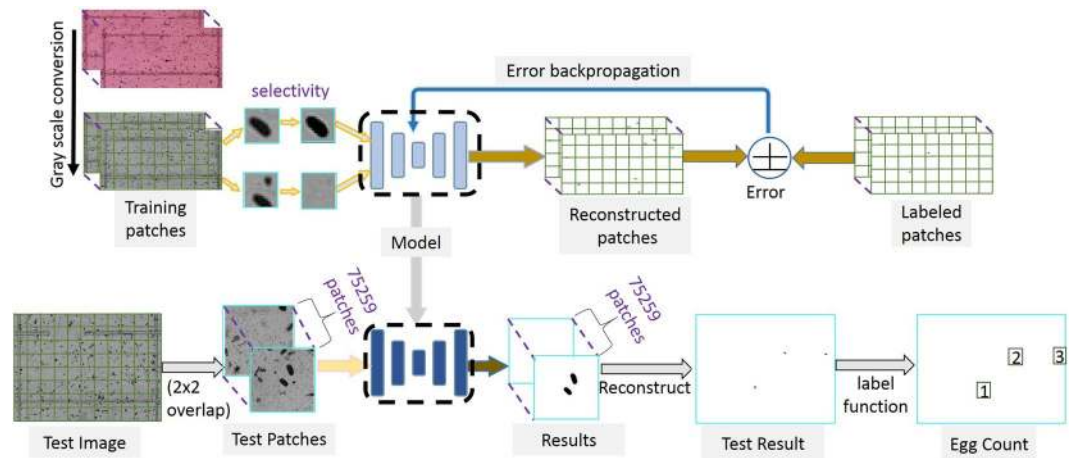 Gray scale conversion
selectivity
Error backpropagation
Training
patches
Model
Reconstructed
patches
Error
Labeled
patches
75259
patches
75259
patches
(2x2
overlap)
Reconstruct
label
function
1
2
3
Test Image
Test Patches
Results
Test Result
Egg Count